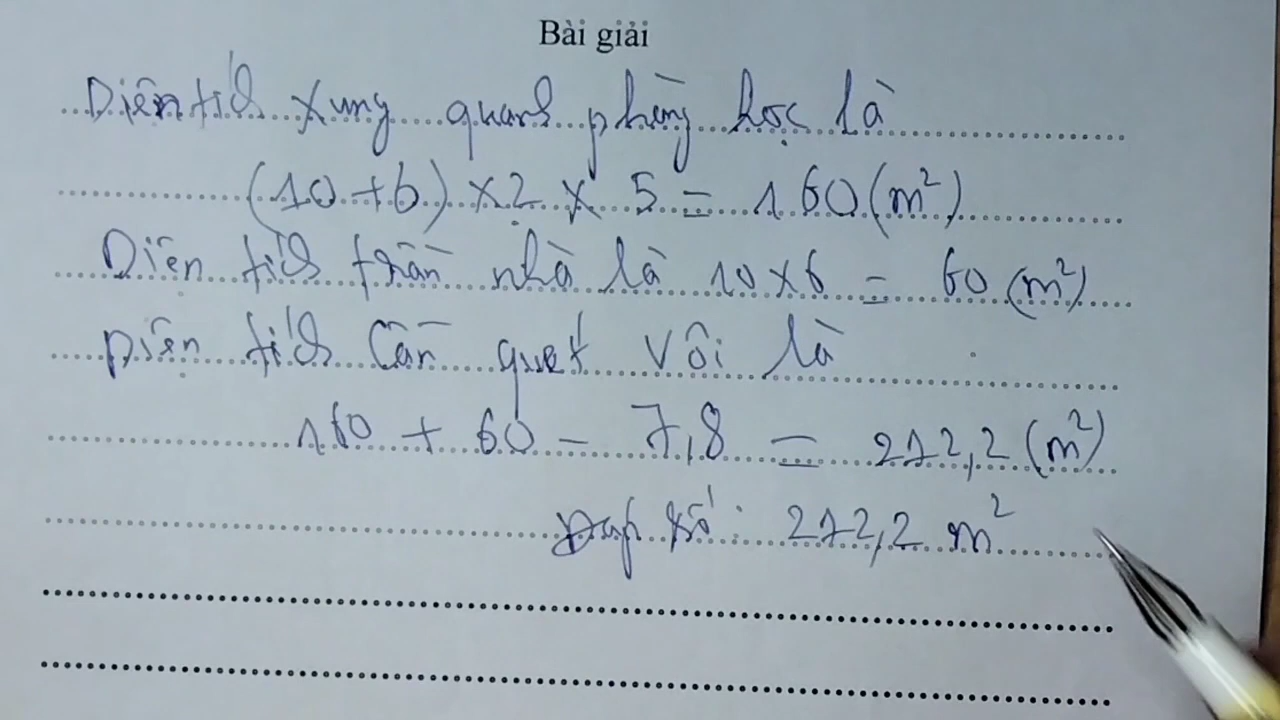 Bài giải
Diện tích xung quanh phòng học là
(10 + 6) x 2 x 5 = 160 (m²)
Diện tích trần nhà là 10 x 6 = 60 (m²)
Diện tích cần quét vôi là
160 + 60 - 7,8 = 212,2 (m²)
Đáp số: 212,2 m²